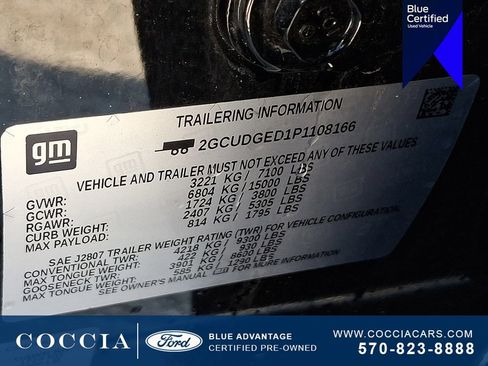 Blue
Certified
Used Vehicle
TRAILERING INFORMATION
gm
2GCUDGED1P1108166
VEHICLE AND TRAILER MUST NOT EXCEED ANY OF THESE VALUES
GVWR: 3221 KG / 7100 LBS
GCWR: 6804 KG / 15000 LBS
RGAWR: 1724 KG / 3800 LBS
CURB WEIGHT: 2407 KG / 5305 LBS
MAX PAYLOAD: 814 KG / 1795 LBS
SAE J2807 TRAILER WEIGHT RATING (TWR) FOR VEHICLE CONFIGURATION.
CONVENTIONAL TWR: 4218 KG / 9300 LBS
MAX TONGUE WEIGHT: 422 KG / 930 LBS
GOOSENECK TWR: 3901 KG / 8600 LBS
MAX TONGUE WEIGHT: 585 KG / 1290 LBS
SEE OWNER'S MANUAL FOR MORE INFORMATION
COCCIA Ford
BLUE ADVANTAGE
CERTIFIED PRE-OWNED
WWW.COCCIACARS.COM
570-823-8888